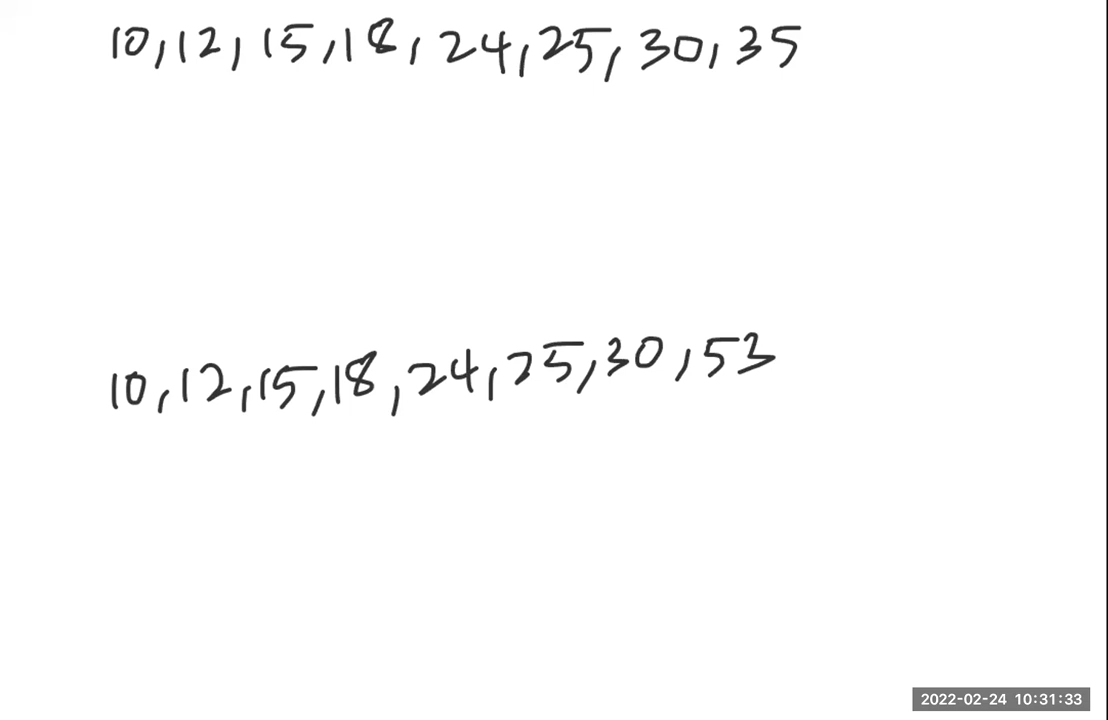 10, 12, 15, 18, 24, 25, 30, 35
10, 12, 15, 18, 24, 25, 30, 53
2022-02-24 10:31:33